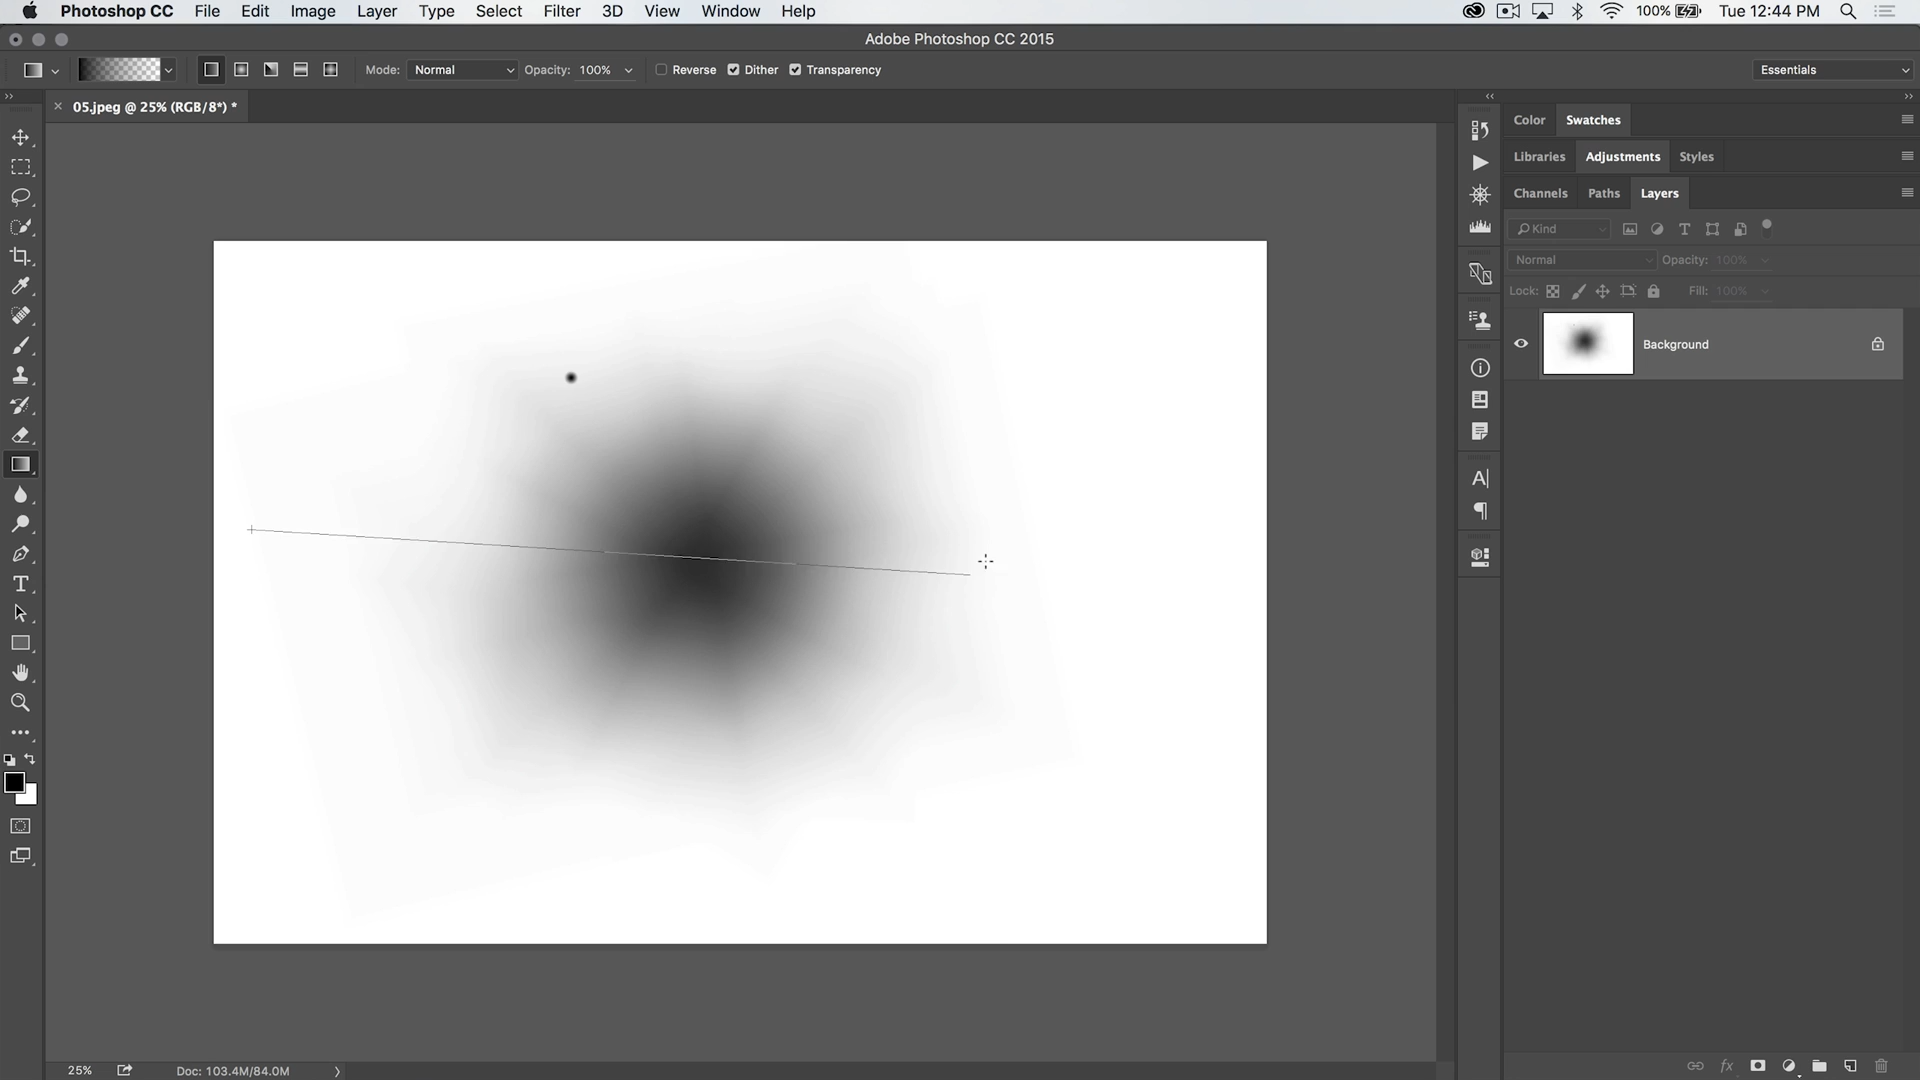 Photoshop CC File Edit Image Layer Type Select Filter 3D View Window Help 100% Tue 12:44 PM
Adobe Photoshop CC 2015
Mode: Normal Opacity: 100% Reverse Dither Transparency Essentials
05.jpeg @ 25% (RGB/8*) *
Color Swatches
Libraries Adjustments Styles
Channels Paths Layers
Kind
Normal Opacity: 100%
Lock: Fill: 100%
Background
25% Doc: 103.4M/84.0M